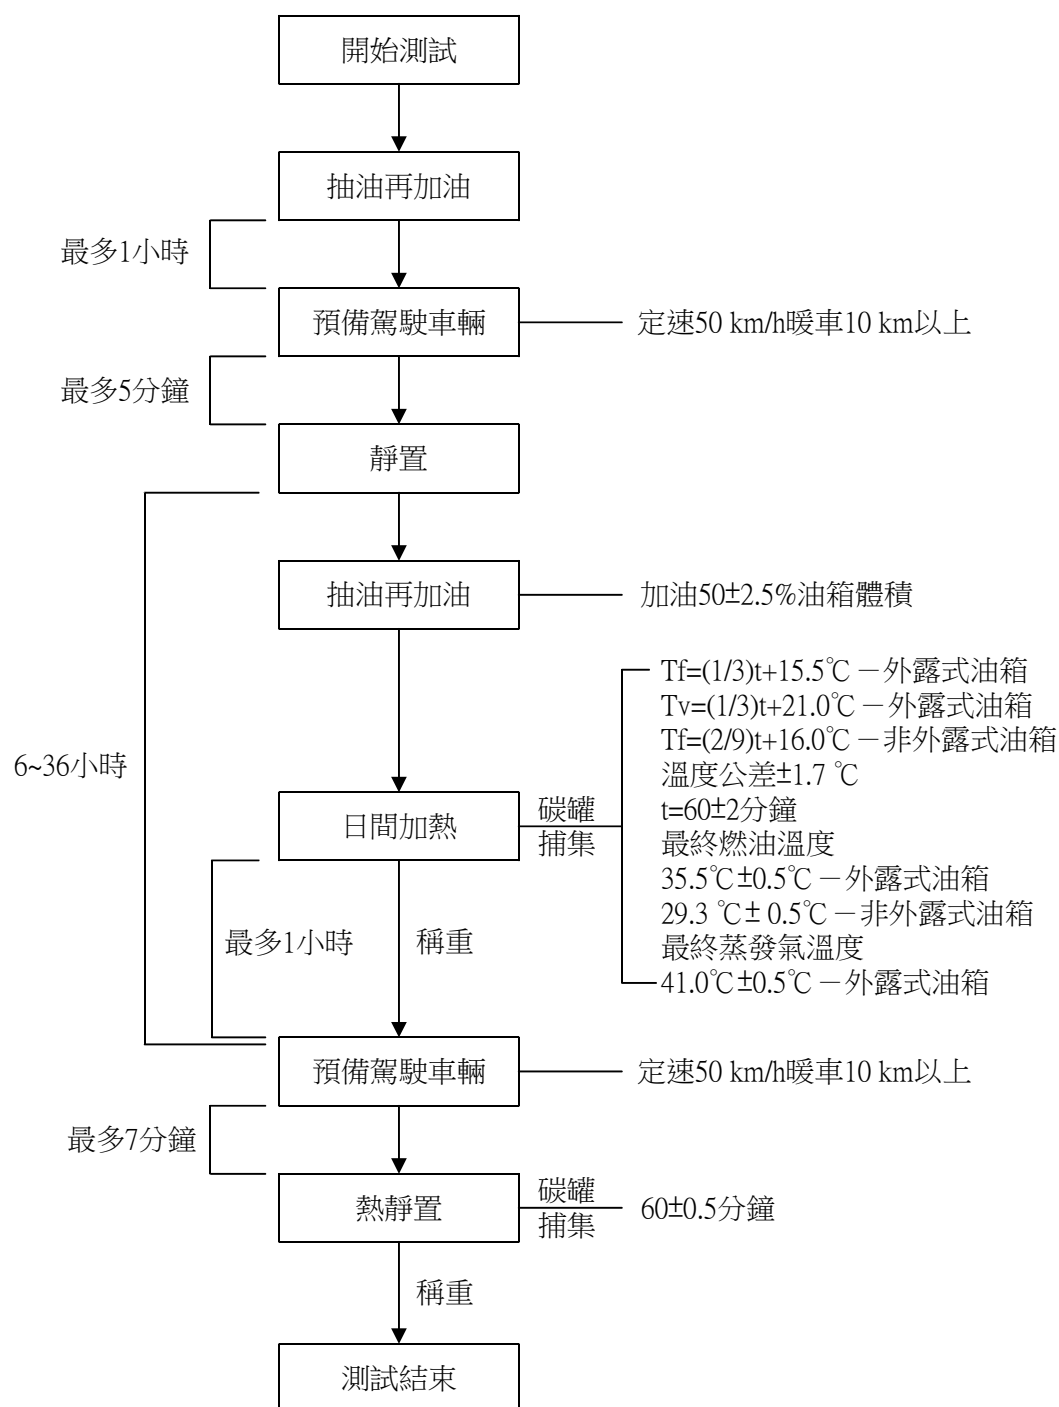 開始測試
抽油再加油
最多1小時
預備駕駛車輛
定速50 km/h暖車10 km以上
最多5分鐘
靜置
抽油再加油
加油50±2.5%油箱體積
6~36小時
日間加熱
碳罐
捕集
Tf=(1/3)t+15.5℃－外露式油箱
Tv=(1/3)t+21.0℃－外露式油箱
Tf=(2/9)t+16.0℃－非外露式油箱
溫度公差±1.7 ℃
t=60±2分鐘
最終燃油溫度
35.5℃±0.5℃－外露式油箱
29.3 ℃± 0.5℃－非外露式油箱
最終蒸發氣溫度
41.0℃±0.5℃－外露式油箱
最多1小時
稱重
預備駕駛車輛
定速50 km/h暖車10 km以上
最多7分鐘
熱靜置
碳罐
捕集
60±0.5分鐘
稱重
測試結束